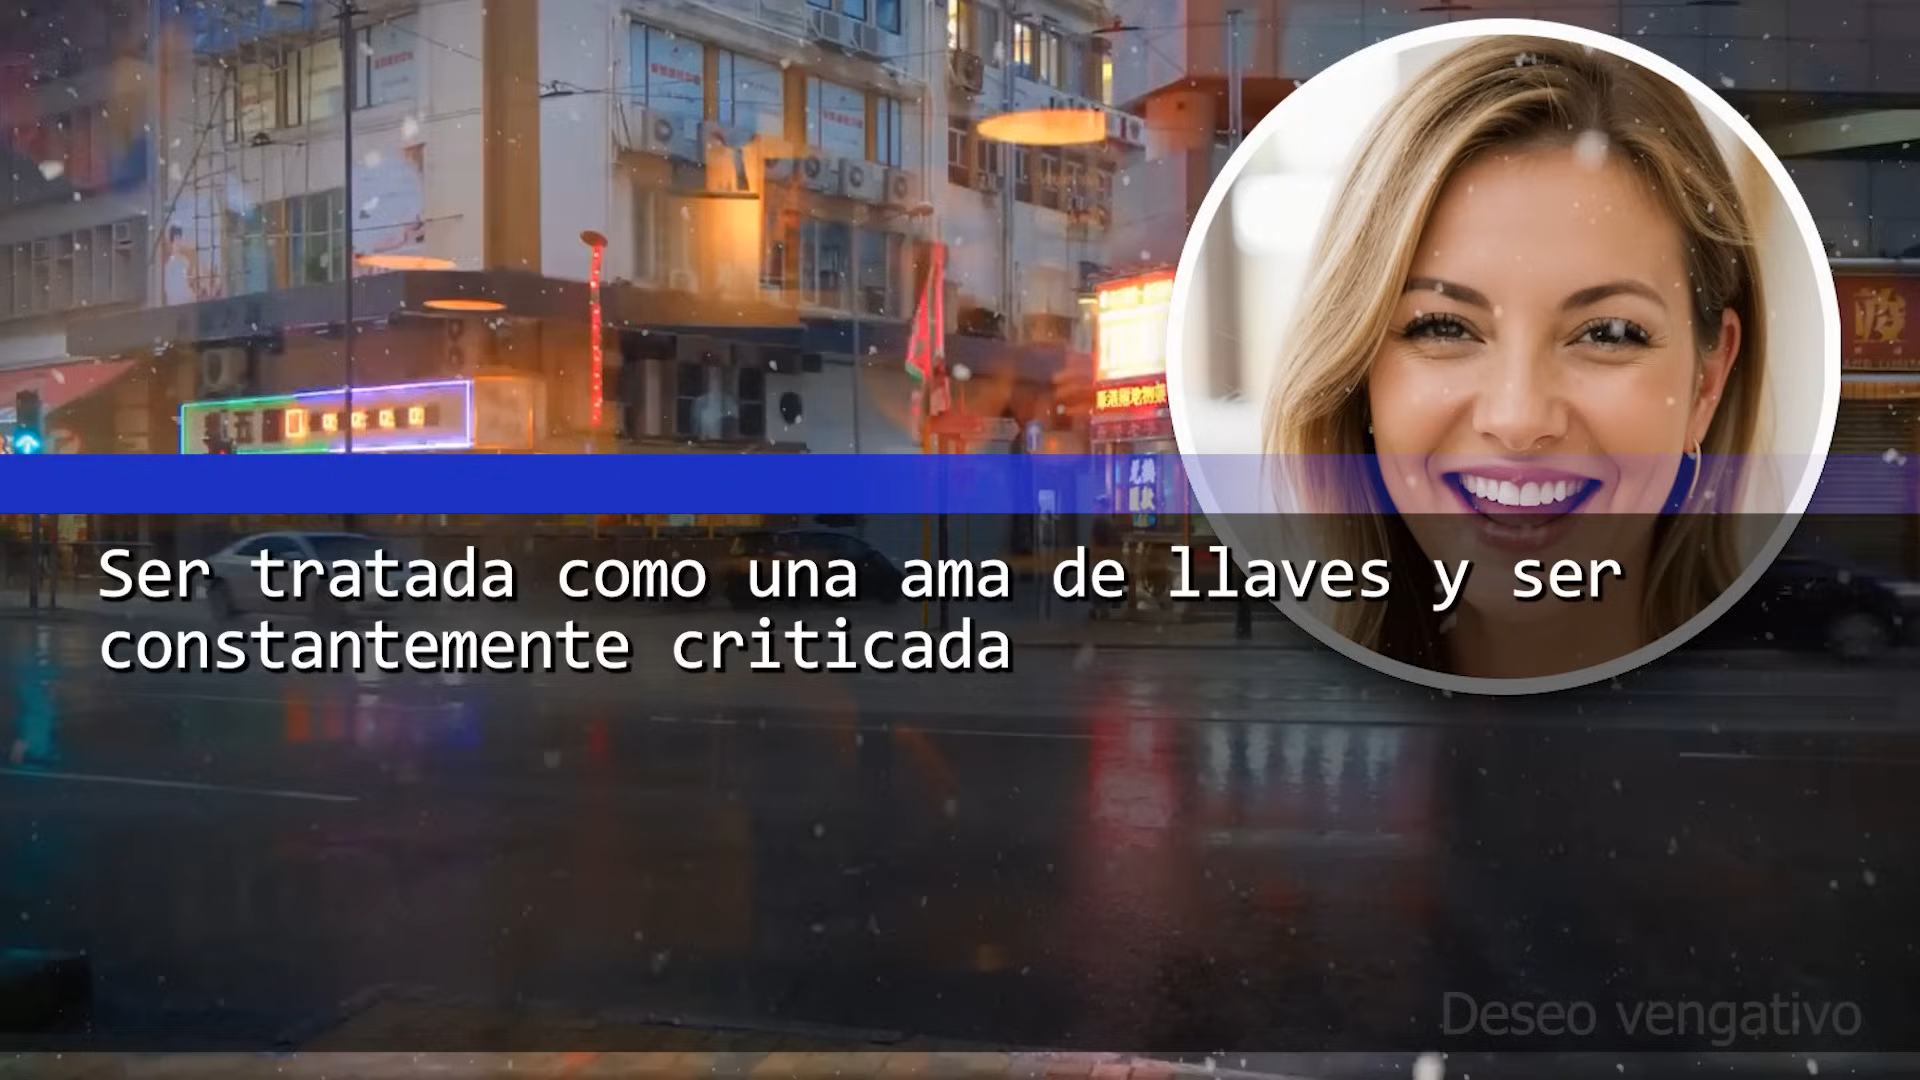 Ser tratada como una ama de llaves y ser
constantemente criticada
Deseo vengativo